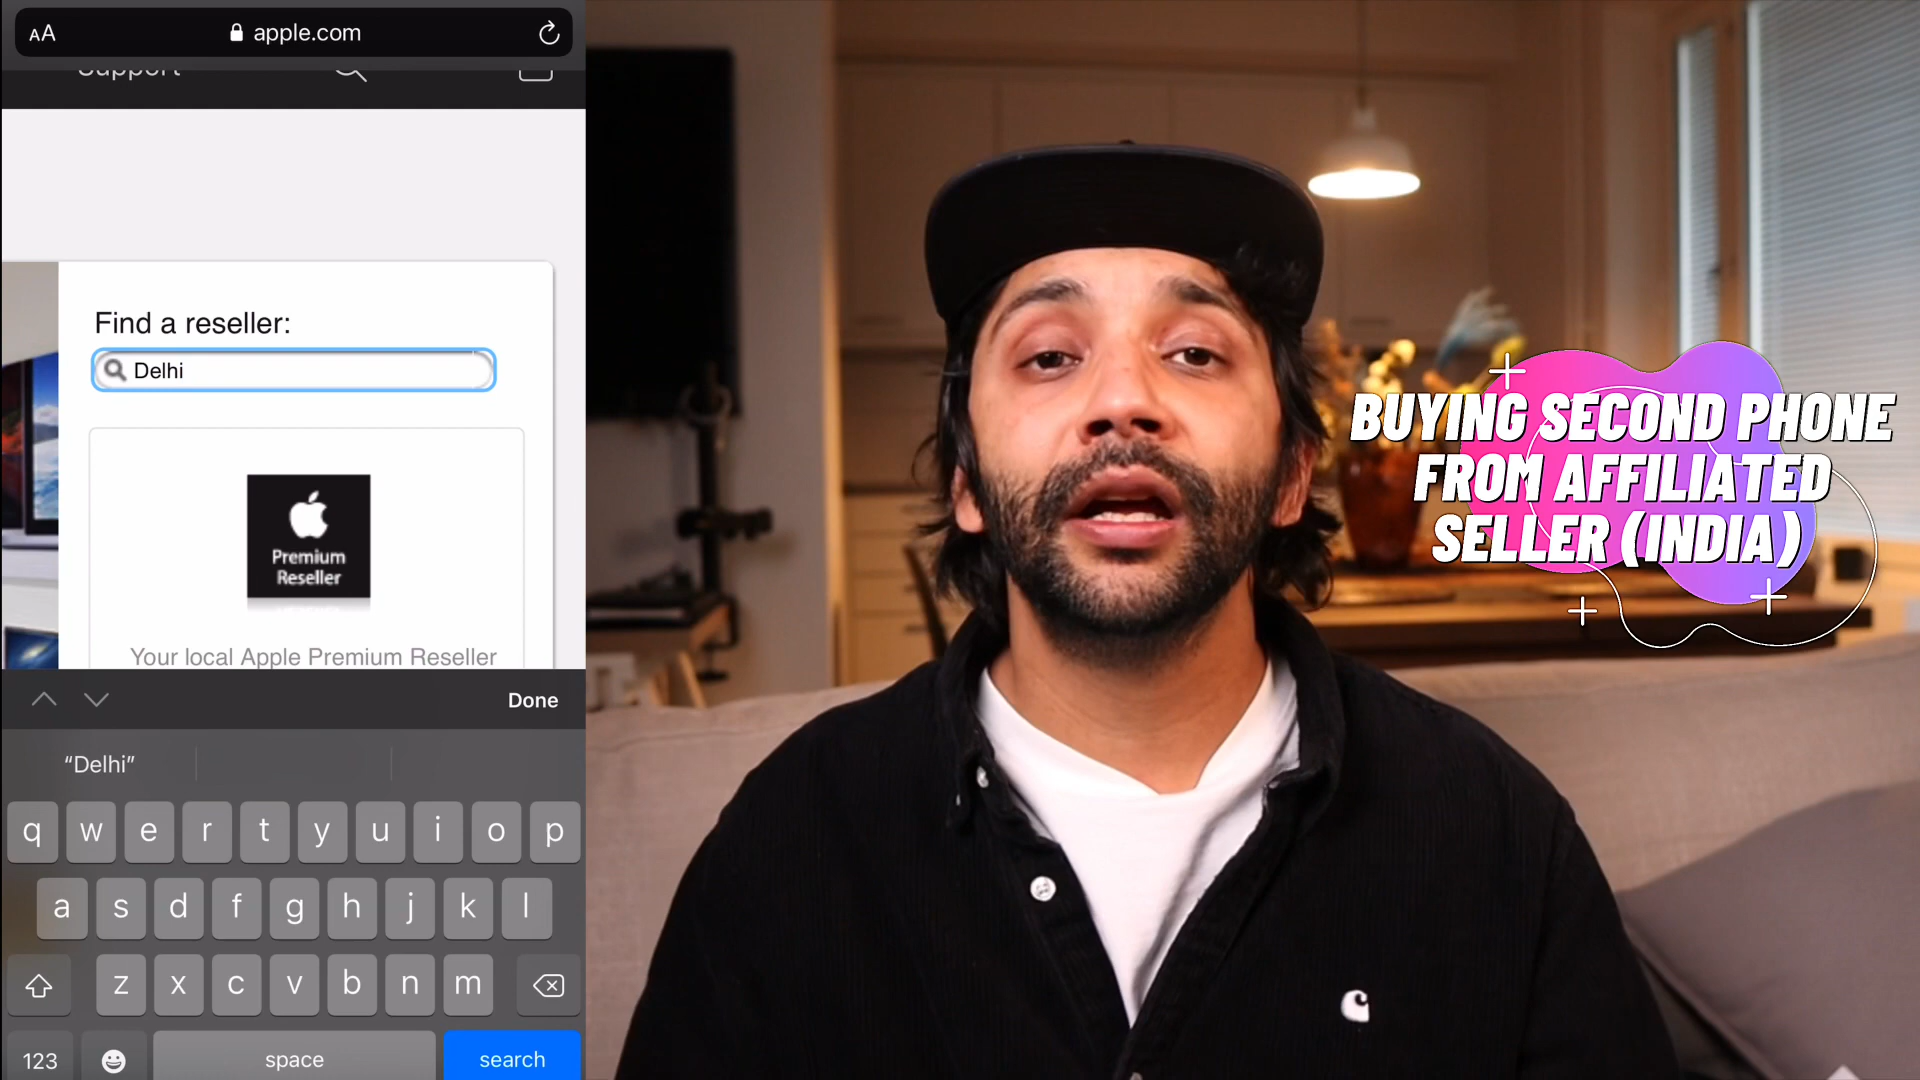 AA
apple.com
Support
Find a reseller:
Delhi
Premium
Reseller
Your local Apple Premium Reseller
Done
“Delhi”
q w e r t y u i o p
a s d f g h j k l
z x c v b n m
123
space
search
BUYING SECOND PHONE
FROM AFFILIATED
SELLER (INDIA)